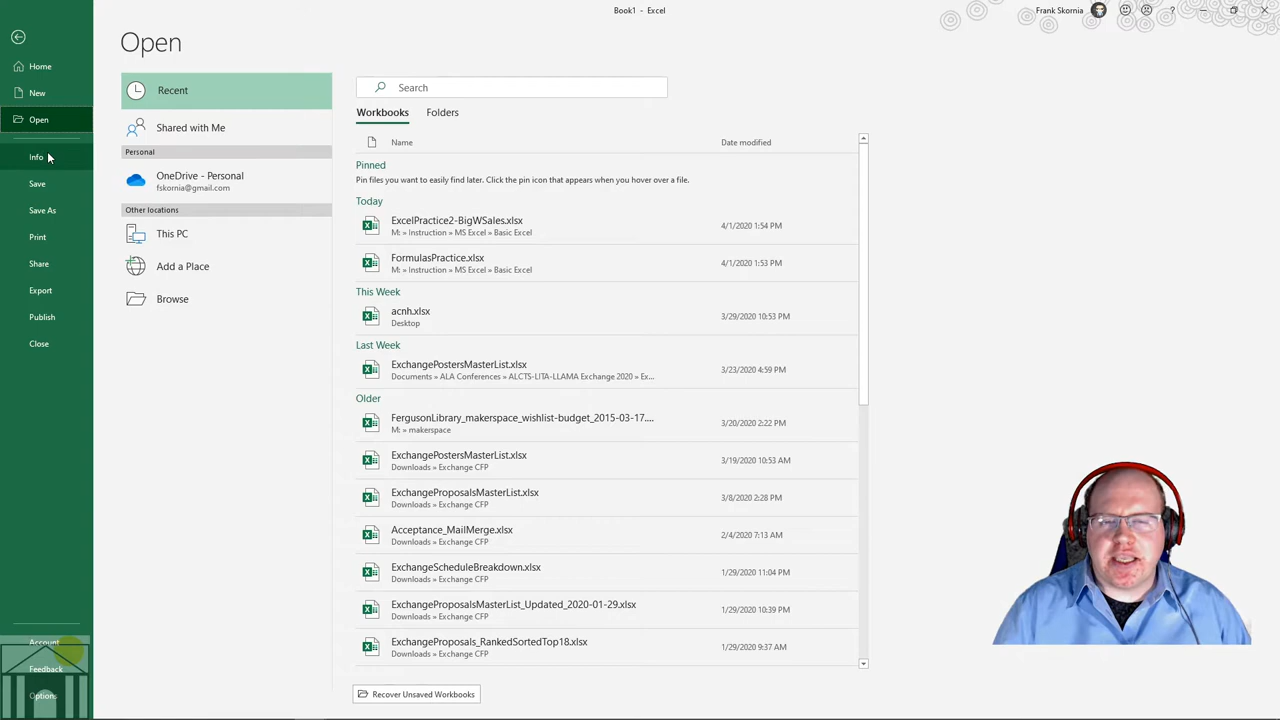 Book1 - Excel
Frank Skornia
?
Open
Home
New
Open
Info
Save
Save As
Print
Share
Export
Publish
Close
Account
Feedback
Options
Recent
Shared with Me
Personal
OneDrive - Personal
fskornia@gmail.com
Other locations
This PC
Add a Place
Browse
Search
Workbooks Folders
Name Date modified
Pinned
Pin files you want to easily find later. Click the pin icon that appears when you hover over a file.
Today
ExcelPractice2-BigWSales.xlsx 4/1/2020 1:54 PM
M: » Instruction » MS Excel » Basic Excel
FormulasPractice.xlsx 4/1/2020 1:53 PM
M: » Instruction » MS Excel » Basic Excel
This Week
acnh.xlsx 3/29/2020 10:53 PM
Desktop
Last Week
ExchangePostersMasterList.xlsx 3/23/2020 4:59 PM
Documents » ALA Conferences » ALCTS-LITA-LLAMA Exchange 2020 » Ex...
Older
FergusonLibrary_makerspace_wishlist-budget_2015-03-17.... 3/20/2020 2:22 PM
M: » makerspace
ExchangePostersMasterList.xlsx 3/19/2020 10:53 AM
Downloads » Exchange CFP
ExchangeProposalsMasterList.xlsx 3/8/2020 2:28 PM
Downloads » Exchange CFP
Acceptance_MailMerge.xlsx 2/4/2020 7:13 AM
Downloads » Exchange CFP
ExchangeScheduleBreakdown.xlsx 1/29/2020 11:04 PM
Downloads » Exchange CFP
ExchangeProposalsMasterList_Updated_2020-01-29.xlsx 1/29/2020 10:39 PM
Downloads » Exchange CFP
ExchangeProposals_RankedSortedTop18.xlsx 1/29/2020 9:37 AM
Downloads » Exchange CFP
Recover Unsaved Workbooks